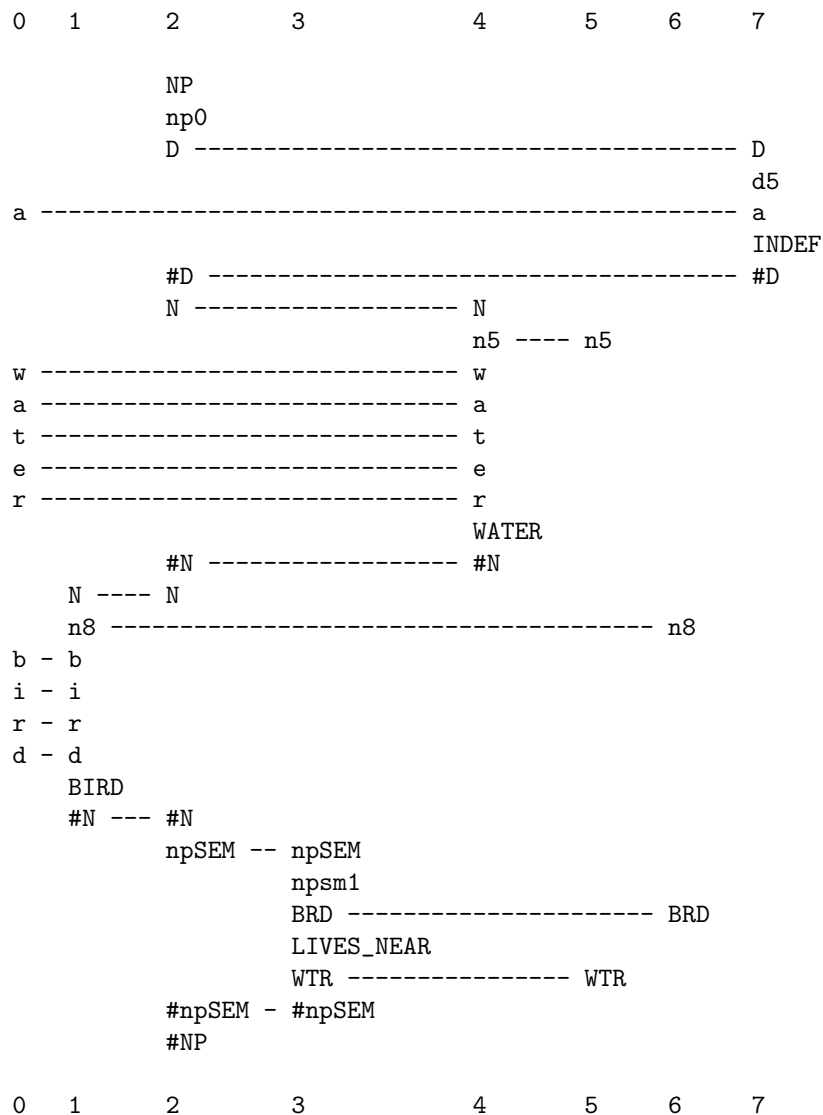 0   1      2        3            4       5     6     7
           NP
           np0
           D --------------------------------------- D
                                                     d5
a -------------------------------------------------- a
                                                     INDEF
           #D -------------------------------------- #D
           N ------------------- N
                                 n5 ---- n5
w ------------------------------ w
a ------------------------------ a
t ------------------------------ t
e ------------------------------ e
r ------------------------------ r
                                 WATER
           #N ------------------ #N
    N ---- N
    n8 --------------------------------------- n8
b - b
i - i
r - r
d - d
    BIRD
    #N --- #N
           npSEM -- npSEM
                    npsm1
                    BRD ---------------------- BRD
                    LIVES_NEAR
                    WTR ---------------- WTR
           #npSEM - #npSEM
           #NP
0   1      2        3            4       5     6     7